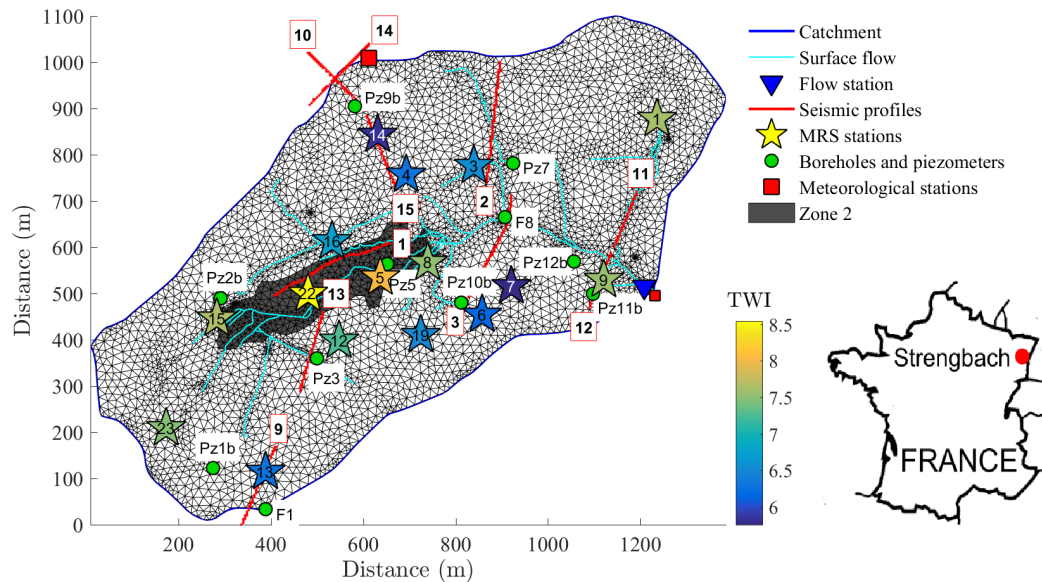 1100
1000
900
800
700
600
500
400
300
200
100
0
Distance (m)
200
400
600
800
1000
1200
Distance (m)
10
14
Pz9b
14
4
3
2
Pz7
1
11
15
16
1
F8
8
5
Pz5
Pz2b
22
13
15
Pz10b
7
Pz12b
9
Pz11b
3
6
12
19
12
Pz3
23
9
Pz1b
13
F1
Catchment
Surface flow
Flow station
Seismic profiles
MRS stations
Boreholes and piezometers
Meteorological stations
Zone 2
TWI
8.5
8
7.5
7
6.5
6
Strengbach
FRANCE